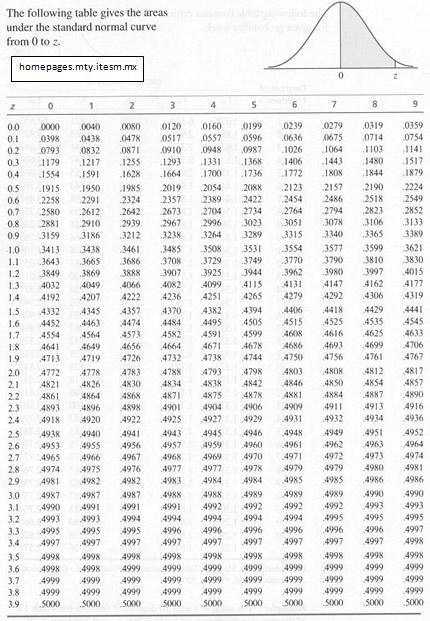 The following table gives the areas
under the standard normal curve
from 0 to z.
homepages.mty.itesm.mx
0 z
z 0 1 2 3 4 5 6 7 8 9
0.0 .0000 .0040 .0080 .0120 .0160 .0199 .0239 .0279 .0319 .0359
0.1 .0398 .0438 .0478 .0517 .0557 .0596 .0636 .0675 .0714 .0754
0.2 .0793 .0832 .0871 .0910 .0948 .0987 .1026 .1064 .1103 .1141
0.3 .1179 .1217 .1255 .1293 .1331 .1368 .1406 .1443 .1480 .1517
0.4 .1554 .1591 .1628 .1664 .1700 .1736 .1772 .1808 .1844 .1879
0.5 .1915 .1950 .1985 .2019 .2054 .2088 .2123 .2157 .2190 .2224
0.6 .2258 .2291 .2324 .2357 .2389 .2422 .2454 .2486 .2518 .2549
0.7 .2580 .2612 .2642 .2673 .2704 .2734 .2764 .2794 .2823 .2852
0.8 .2881 .2910 .2939 .2967 .2996 .3023 .3051 .3078 .3106 .3133
0.9 .3159 .3186 .3212 .3238 .3264 .3289 .3315 .3340 .3365 .3389
1.0 .3413 .3438 .3461 .3485 .3508 .3531 .3554 .3577 .3599 .3621
1.1 .3643 .3665 .3686 .3708 .3729 .3749 .3770 .3790 .3810 .3830
1.2 .3849 .3869 .3888 .3907 .3925 .3944 .3962 .3980 .3997 .4015
1.3 .4032 .4049 .4066 .4082 .4099 .4115 .4131 .4147 .4162 .4177
1.4 .4192 .4207 .4222 .4236 .4251 .4265 .4279 .4292 .4306 .4319
1.5 .4332 .4345 .4357 .4370 .4382 .4394 .4406 .4418 .4429 .4441
1.6 .4452 .4463 .4474 .4484 .4495 .4505 .4515 .4525 .4535 .4545
1.7 .4554 .4564 .4573 .4582 .4591 .4599 .4608 .4616 .4625 .4633
1.8 .4641 .4649 .4656 .4664 .4671 .4678 .4686 .4693 .4699 .4706
1.9 .4713 .4719 .4726 .4732 .4738 .4744 .4750 .4756 .4761 .4767
2.0 .4772 .4778 .4783 .4788 .4793 .4798 .4803 .4808 .4812 .4817
2.1 .4821 .4826 .4830 .4834 .4838 .4842 .4846 .4850 .4854 .4857
2.2 .4861 .4864 .4868 .4871 .4875 .4878 .4881 .4884 .4887 .4890
2.3 .4893 .4896 .4898 .4901 .4904 .4906 .4909 .4911 .4913 .4916
2.4 .4918 .4920 .4922 .4925 .4927 .4929 .4931 .4932 .4934 .4936
2.5 .4938 .4940 .4941 .4943 .4945 .4946 .4948 .4949 .4951 .4952
2.6 .4953 .4955 .4956 .4957 .4959 .4960 .4961 .4962 .4963 .4964
2.7 .4965 .4966 .4967 .4968 .4969 .4970 .4971 .4972 .4973 .4974
2.8 .4974 .4975 .4976 .4977 .4977 .4978 .4979 .4979 .4980 .4981
2.9 .4981 .4982 .4982 .4983 .4984 .4984 .4985 .4985 .4986 .4986
3.0 .4987 .4987 .4987 .4988 .4988 .4989 .4989 .4989 .4990 .4990
3.1 .4990 .4991 .4991 .4991 .4992 .4992 .4992 .4992 .4993 .4993
3.2 .4993 .4993 .4994 .4994 .4994 .4994 .4994 .4995 .4995 .4995
3.3 .4995 .4995 .4995 .4996 .4996 .4996 .4996 .4996 .4996 .4997
3.4 .4997 .4997 .4997 .4997 .4997 .4997 .4997 .4997 .4997 .4998
3.5 .4998 .4998 .4998 .4998 .4998 .4998 .4998 .4998 .4998 .4998
3.6 .4998 .4998 .4999 .4999 .4999 .4999 .4999 .4999 .4999 .4999
3.7 .4999 .4999 .4999 .4999 .4999 .4999 .4999 .4999 .4999 .4999
3.8 .4999 .4999 .4999 .4999 .4999 .4999 .4999 .4999 .4999 .4999
3.9 .5000 .5000 .5000 .5000 .5000 .5000 .5000 .5000 .5000 .5000